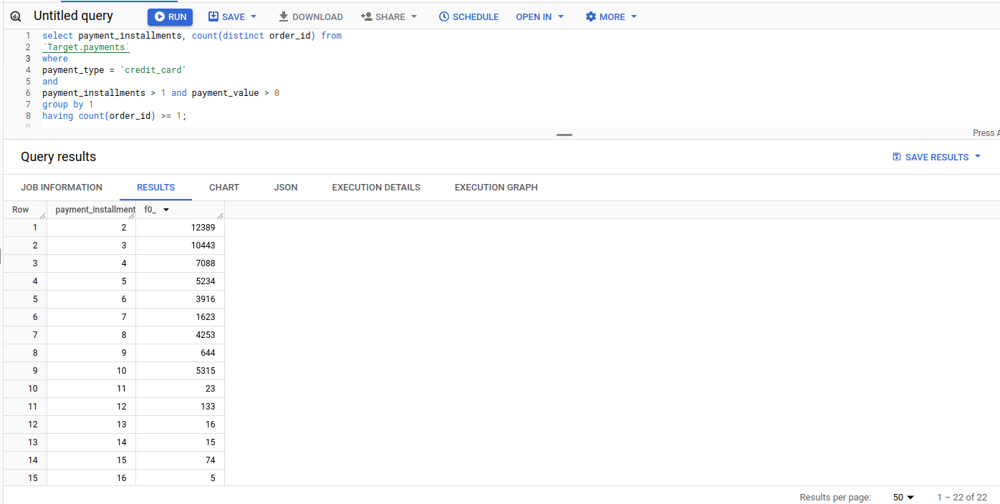 Untitled query RUN SAVE DOWNLOAD SHARE SCHEDULE OPEN IN MORE
1 select payment_installments, count(distinct order_id) from
2 `Target.payments`
3 where
4 payment_type = 'credit_card'
5 and
6 payment_installments > 1 and payment_value > 0
7 group by 1
8 having count(order_id) >= 1;
9
Press A
Query results SAVE RESULTS
JOB INFORMATION RESULTS CHART JSON EXECUTION DETAILS EXECUTION GRAPH
Row payment_installment f0_
1 2 12389
2 3 10443
3 4 7088
4 5 5234
5 6 3916
6 7 1623
7 8 4253
8 9 644
9 10 5315
10 11 23
11 12 133
12 13 16
13 14 15
14 15 74
15 16 5
Results per page: 50 1 – 22 of 22